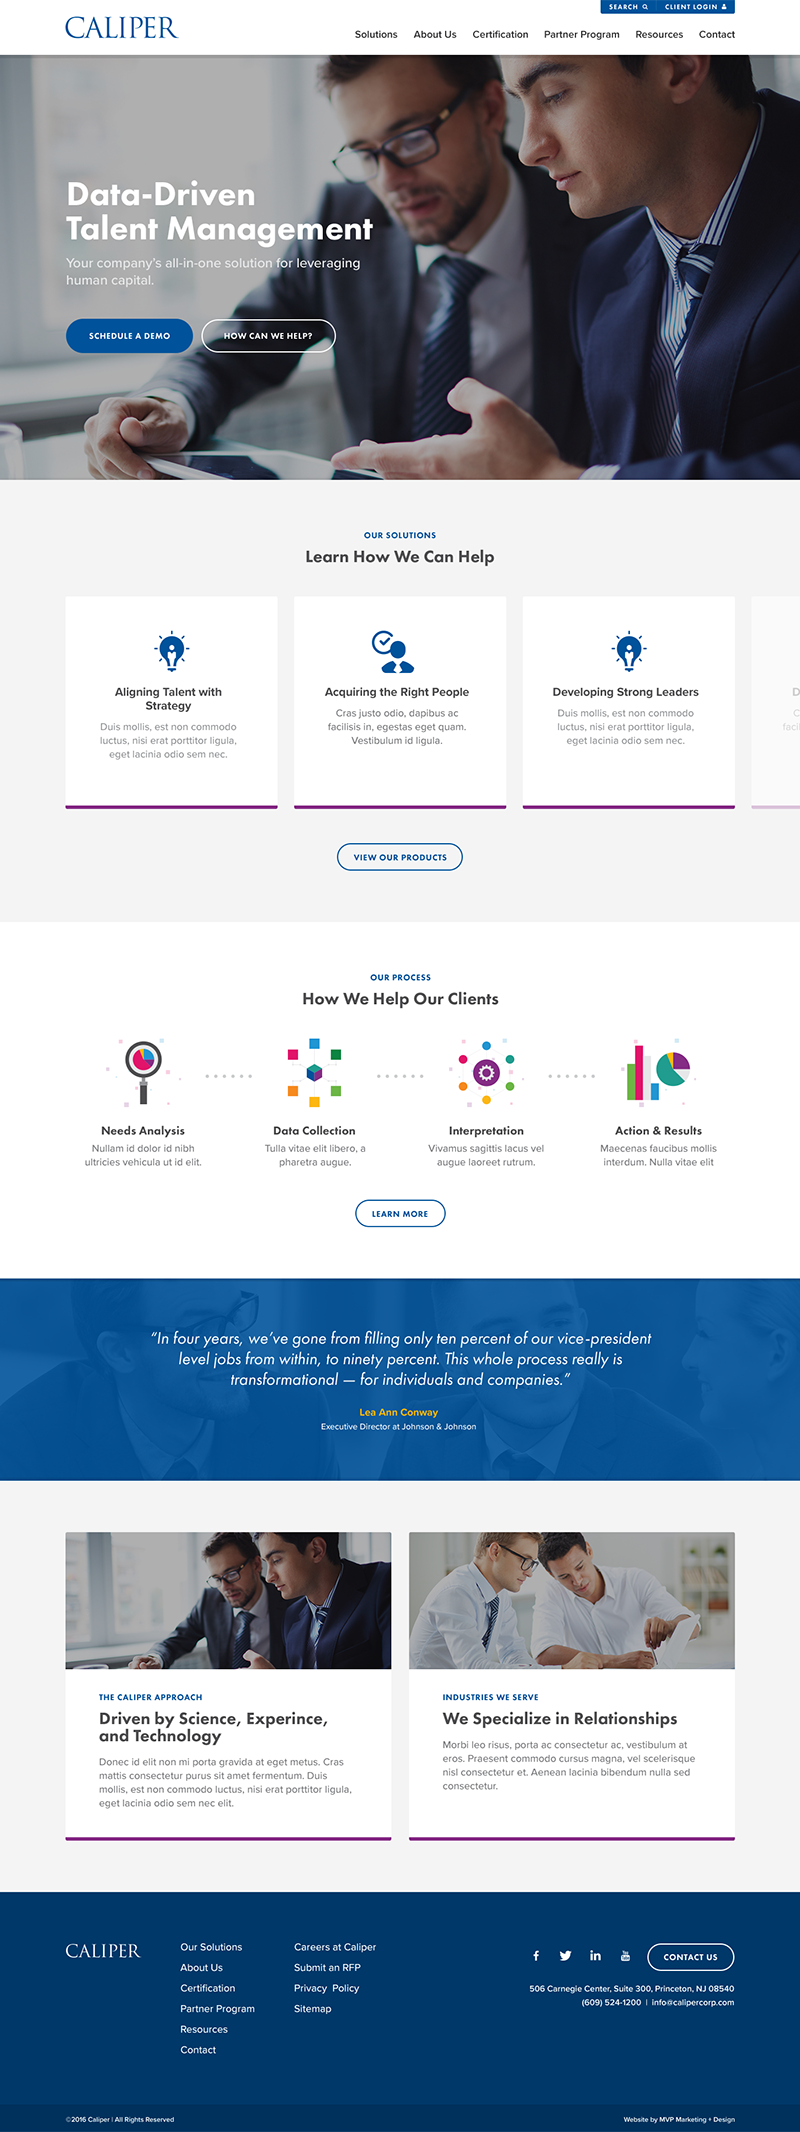 SEARCH
CLIENT LOGIN
CALIPER
Solutions
About Us
Certification
Partner Program
Resources
Contact
Data-Driven
Talent Management
Your company's all-in-one solution for leveraging
human capital.
SCHEDULE A DEMO
HOW CAN WE HELP?
OUR SOLUTIONS
Learn How We Can Help
Aligning Talent with
Strategy
Duis mollis, est non commodo
luctus, nisi erat porttitor ligula,
eget lacinia odio sem nec.
Acquiring the Right People
Cras justo odio, dapibus ac
facilisis in, egestas eget quam.
Vestibulum id ligula.
Developing Strong Leaders
Duis mollis, est non commodo
luctus, nisi erat porttitor ligula,
eget lacinia odio sem nec.
D
C
facil
VIEW OUR PRODUCTS
OUR PROCESS
How We Help Our Clients
Needs Analysis
Nullam id dolor id nibh
ultricies vehicula ut id elit.
Data Collection
Tulla vitae elit libero, a
pharetra augue.
Interpretation
Vivamus sagittis lacus vel
augue laoreet rutrum.
Action & Results
Maecenas faucibus mollis
interdum. Nulla vitae elit
LEARN MORE
“In four years, we’ve gone from filling only ten percent of our vice-president
level jobs from within, to ninety percent. This whole process really is
transformational — for individuals and companies.”
Lea Ann Conway
Executive Director at Johnson & Johnson
THE CALIPER APPROACH
Driven by Science, Experince,
and Technology
Donec id elit non mi porta gravida at eget metus. Cras
mattis consectetur purus sit amet fermentum. Duis
mollis, est non commodo luctus, nisi erat porttitor ligula,
eget lacinia odio sem nec elit.
INDUSTRIES WE SERVE
We Specialize in Relationships
Morbi leo risus, porta ac consectetur ac, vestibulum at
eros. Praesent commodo cursus magna, vel scelerisque
nisl consectetur et. Aenean lacinia bibendum nulla sed
consectetur.
CALIPER
Our Solutions
About Us
Certification
Partner Program
Resources
Contact
Careers at Caliper
Submit an RFP
Privacy Policy
Sitemap
CONTACT US
506 Carnegie Center, Suite 300, Princeton, NJ 08540
(609) 524-1200 | info@calipercorp.com
©2016 Caliper | All Rights Reserved
Website by MVP Marketing + Design